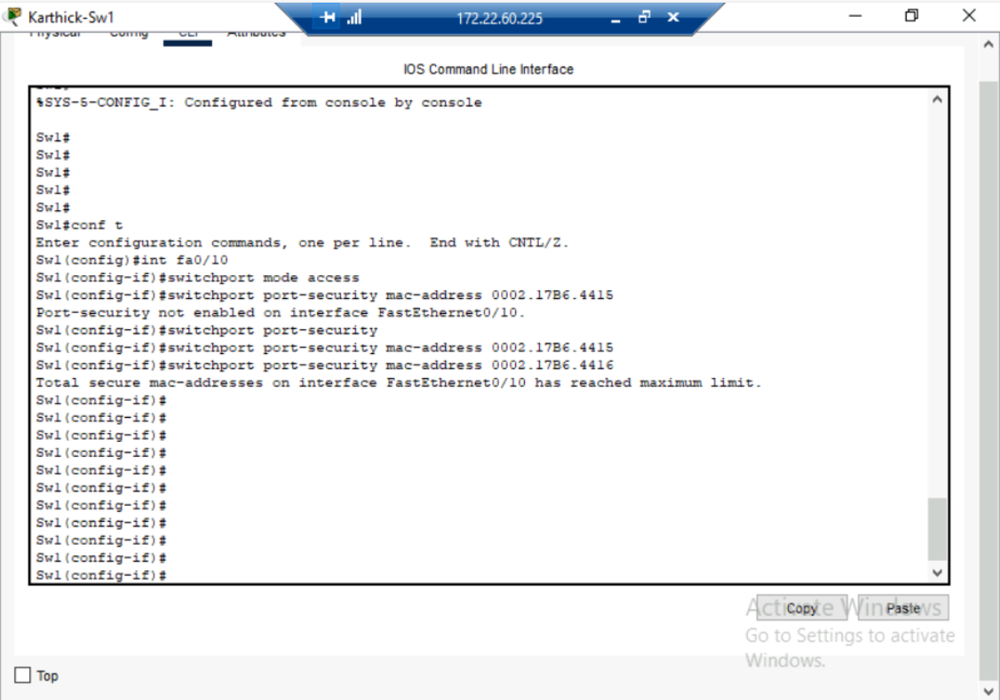 Karthick-Sw1
172.22.60.225
Physical Config CLI Attributes
IOS Command Line Interface
%SYS-5-CONFIG_I: Configured from console by console
Sw1#
Sw1#
Sw1#
Sw1#
Sw1#
Sw1#conf t
Enter configuration commands, one per line.  End with CNTL/Z.
Sw1(config)#int fa0/10
Sw1(config-if)#switchport mode access
Sw1(config-if)#switchport port-security mac-address 0002.17B6.4415
Port-security not enabled on interface FastEthernet0/10.
Sw1(config-if)#switchport port-security
Sw1(config-if)#switchport port-security mac-address 0002.17B6.4415
Sw1(config-if)#switchport port-security mac-address 0002.17B6.4416
Total secure mac-addresses on interface FastEthernet0/10 has reached maximum limit.
Sw1(config-if)#
Sw1(config-if)#
Sw1(config-if)#
Sw1(config-if)#
Sw1(config-if)#
Sw1(config-if)#
Sw1(config-if)#
Sw1(config-if)#
Sw1(config-if)#
Sw1(config-if)#
Sw1(config-if)#
Copy Paste
Activate Windows
Go to Settings to activate
Windows.
Top